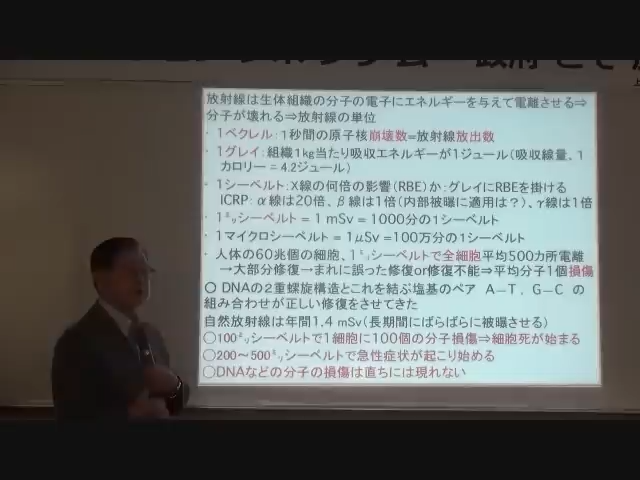 政府
放射線は生体組織の分子の電子にエネルギーを与えて電離させる⇒
分子が壊れる⇒放射線の単位
・1ベクレル：1秒間の原子核崩壊数＝放射線放出数
・1グレイ：組織1kg当たり吸収エネルギーが1ジュール（吸収線量、1
カロリー＝4.2ジュール）
・1シーベルト：X線の何倍の影響（RBE）か：グレイにRBEを掛ける
ICRP：α線は20倍、β線は1倍（内部被曝に適用は？）、γ線は1倍
・1㍉シーベルト＝1 mSv＝1000分の1シーベルト
・1マイクロシーベルト＝1μSv＝100万分の1シーベルト
・人体の60兆個の細胞、1㍉シーベルトで全細胞平均500カ所電離
→大部分修復→まれに誤った修復or修復不能⇒平均分子1個損傷
○ DNAの2重螺旋構造とこれを結ぶ塩基のペア A－T、G－C の
組み合わせが正しい修復をさせてきた
自然放射線は年間1.4 mSv（長期間にばらばらに被曝させる）
○100㍉シーベルトで1細胞に100個の分子損傷⇒細胞死が始まる
○200～500㍉シーベルトで急性症状が起こり始める
○DNAなどの分子の損傷は直ちには現れない